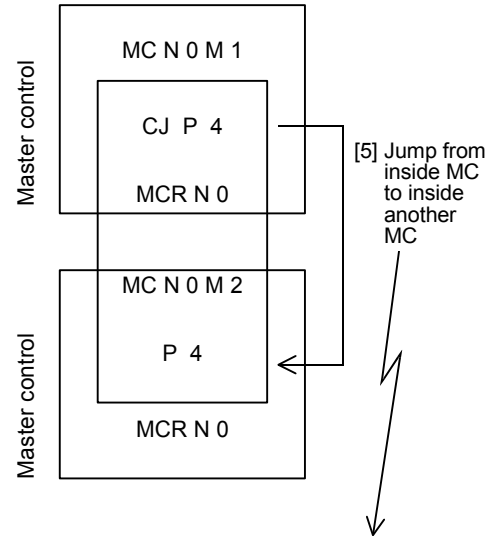 Master control
MC N 0 M 1
CJ P 4
MCR N 0
[5] Jump from
inside MC
to inside
another
MC
Master control
MC N 0 M 2
P 4
MCR N 0